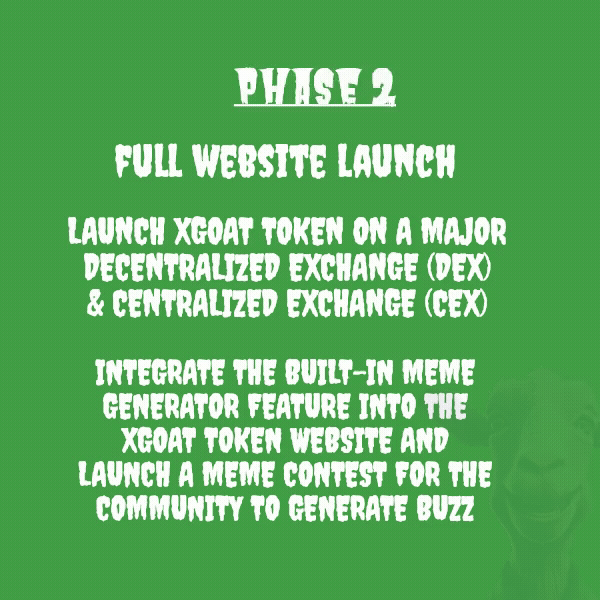 PHASE 2
FULL WEBSITE LAUNCH
LAUNCH XGOAT TOKEN ON A MAJOR
DECENTRALIZED EXCHANGE (DEX)
& CENTRALIZED EXCHANGE (CEX)
INTEGRATE THE BUILT-IN MEME
GENERATOR FEATURE INTO THE
XGOAT TOKEN WEBSITE AND
LAUNCH A MEME CONTEST FOR THE
COMMUNITY TO GENERATE BUZZ